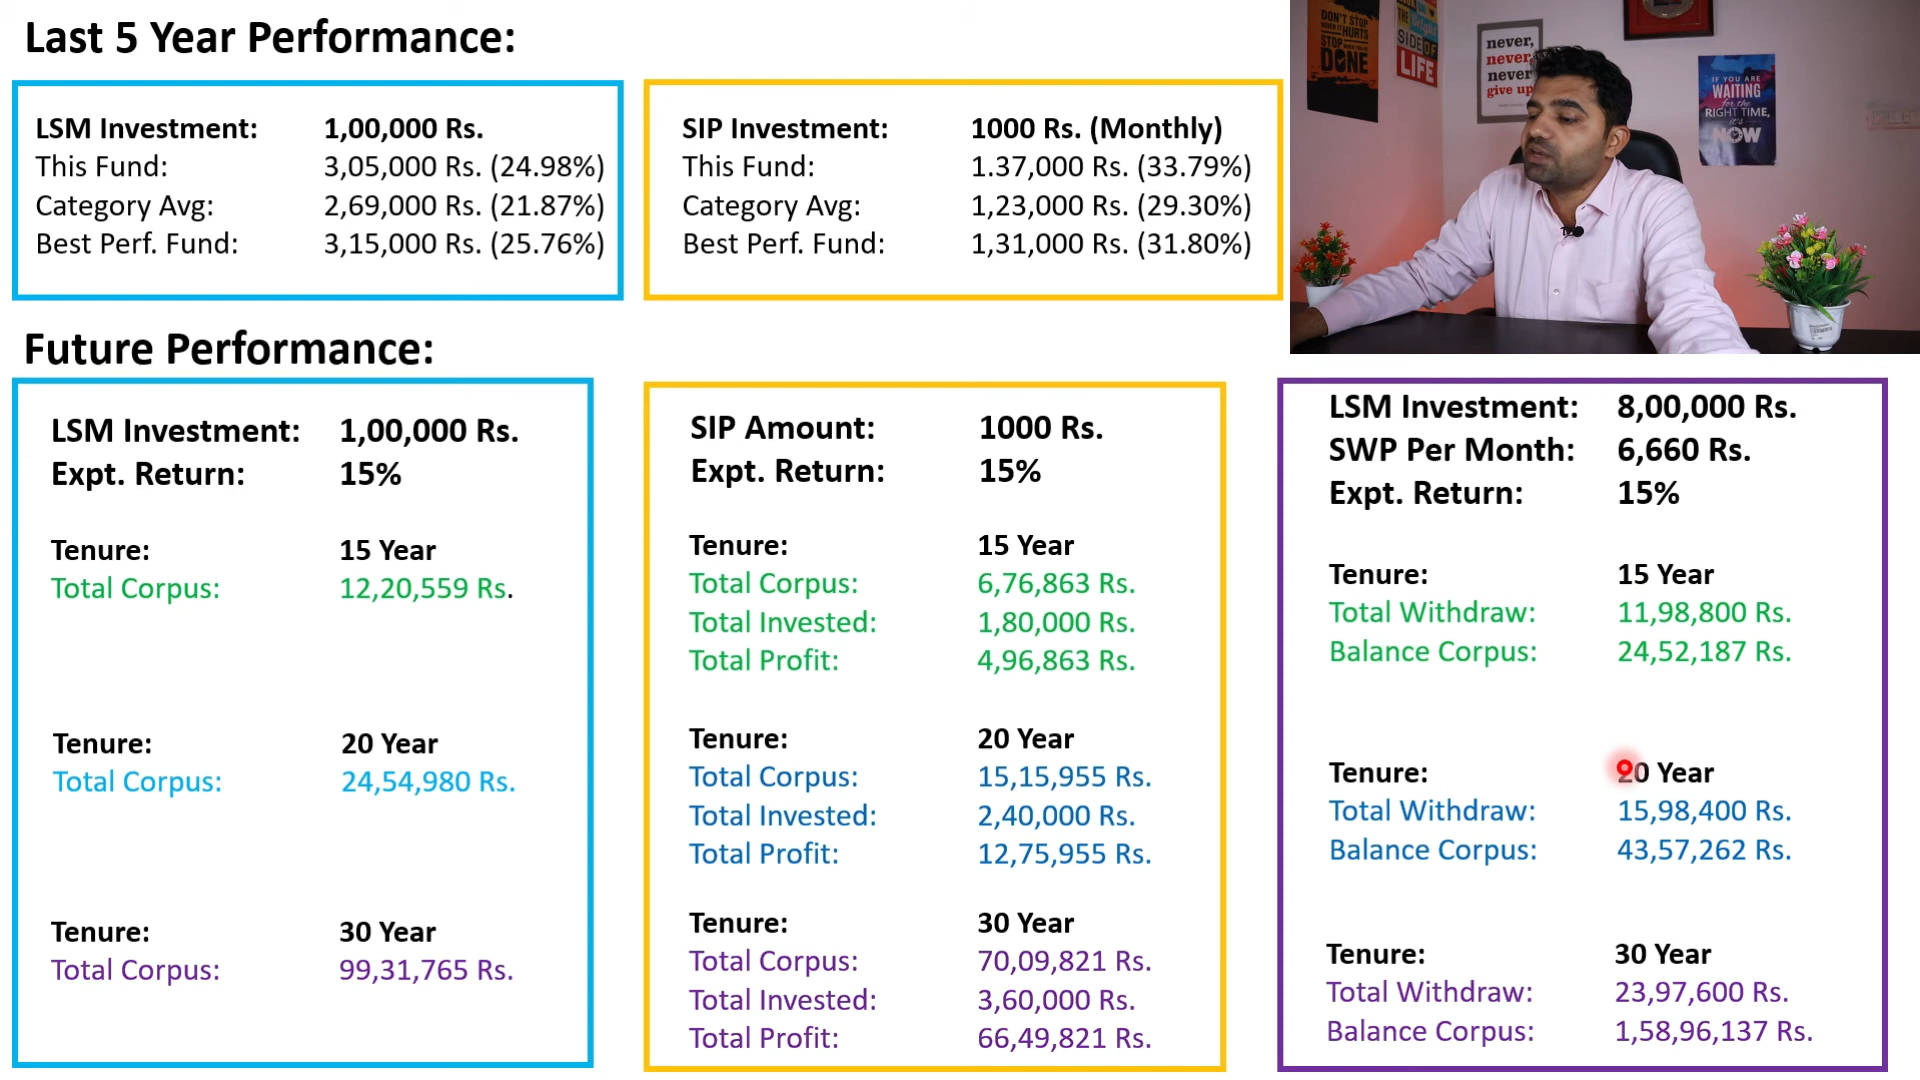 Last 5 Year Performance:
LSM Investment: 1,00,000 Rs.
This Fund: 3,05,000 Rs. (24.98%)
Category Avg: 2,69,000 Rs. (21.87%)
Best Perf. Fund: 3,15,000 Rs. (25.76%)
SIP Investment: 1000 Rs. (Monthly)
This Fund: 1.37,000 Rs. (33.79%)
Category Avg: 1,23,000 Rs. (29.30%)
Best Perf. Fund: 1,31,000 Rs. (31.80%)
DON'T STOP
WHEN IT HURTS
STOP
DONE
THE
SIDE OF
LIFE
never,
never,
never
give up
IF YOU ARE
WAITING
for the
RIGHT TIME,
it's
NOW
Future Performance:
LSM Investment: 1,00,000 Rs.
Expt. Return: 15%
Tenure: 15 Year
Total Corpus: 12,20,559 Rs.
Tenure: 20 Year
Total Corpus: 24,54,980 Rs.
Tenure: 30 Year
Total Corpus: 99,31,765 Rs.
SIP Amount: 1000 Rs.
Expt. Return: 15%
Tenure: 15 Year
Total Corpus: 6,76,863 Rs.
Total Invested: 1,80,000 Rs.
Total Profit: 4,96,863 Rs.
Tenure: 20 Year
Total Corpus: 15,15,955 Rs.
Total Invested: 2,40,000 Rs.
Total Profit: 12,75,955 Rs.
Tenure: 30 Year
Total Corpus: 70,09,821 Rs.
Total Invested: 3,60,000 Rs.
Total Profit: 66,49,821 Rs.
LSM Investment: 8,00,000 Rs.
SWP Per Month: 6,660 Rs.
Expt. Return: 15%
Tenure: 15 Year
Total Withdraw: 11,98,800 Rs.
Balance Corpus: 24,52,187 Rs.
Tenure: 20 Year
Total Withdraw: 15,98,400 Rs.
Balance Corpus: 43,57,262 Rs.
Tenure: 30 Year
Total Withdraw: 23,97,600 Rs.
Balance Corpus: 1,58,96,137 Rs.